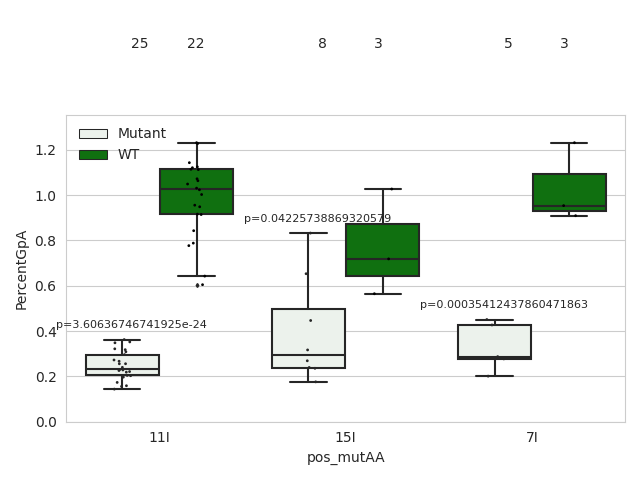 25 22 8 3 5 3
Mutant
WT
1.2
1.0
0.8
0.6
0.4
0.2
0.0
PercentGpA
p=3.60636746741925e-24
p=0.04225738869320579
p=0.00035412437860471863
11I 15I 7I
pos_mutAA